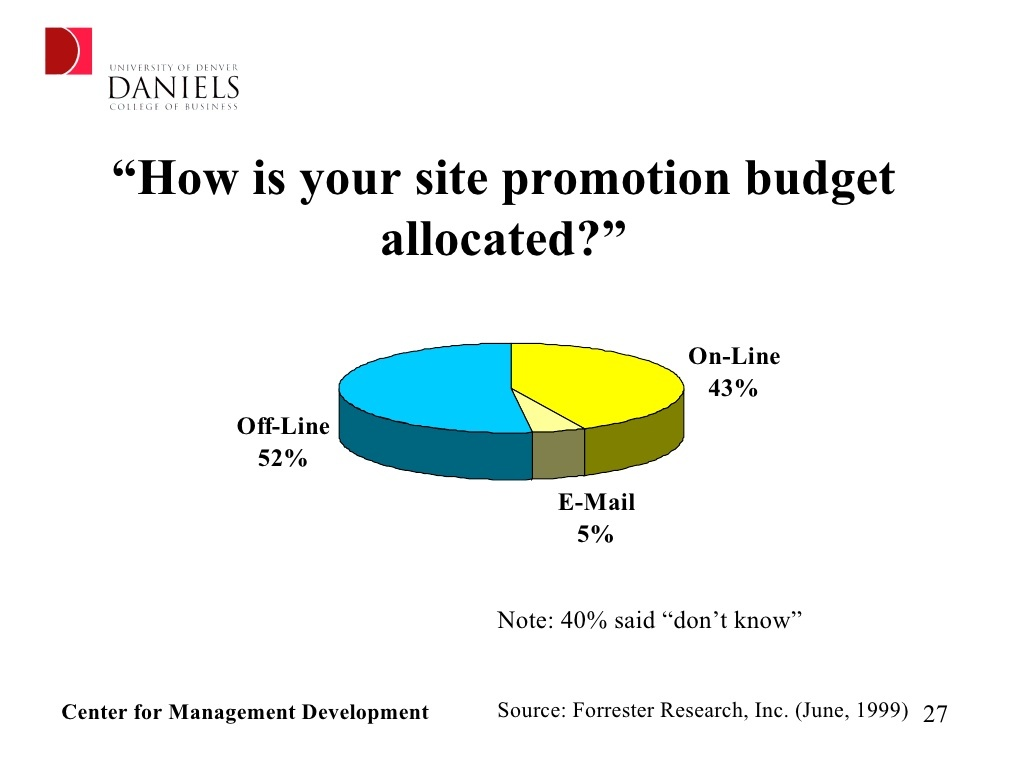 UNIVERSITY OF DENVER
DANIELS
COLLEGE OF BUSINESS
“How is your site promotion budget
allocated?”
On-Line
43%
Off-Line
52%
E-Mail
5%
Note: 40% said “don’t know”
Center for Management Development
Source: Forrester Research, Inc. (June, 1999)
27